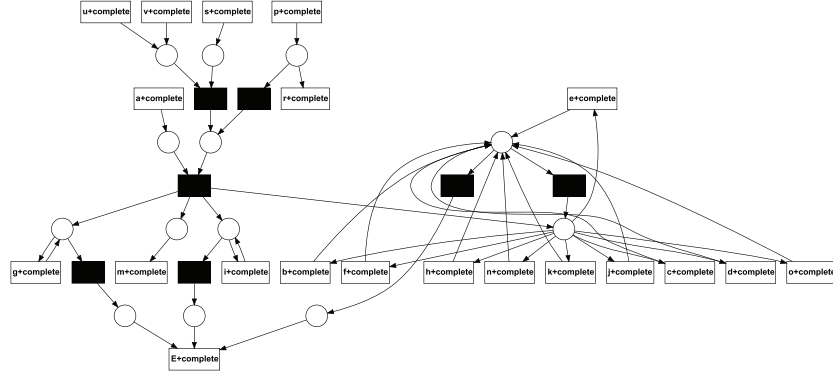 u+complete
v+complete
s+complete
p+complete
a+complete
r+complete
e+complete
g+complete
m+complete
i+complete
b+complete
f+complete
h+complete
n+complete
k+complete
j+complete
c+complete
d+complete
o+complete
E+complete